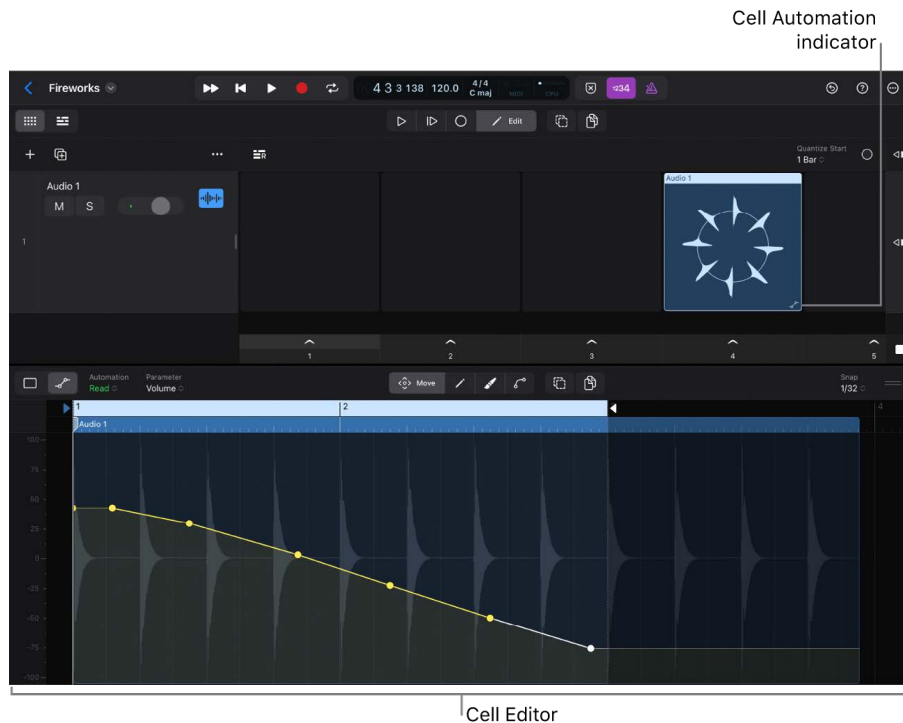 Cell Automation
indicator
Fireworks
4 3 3 138 120.0 4/4 C maj MIDI CPU
1234
Edit
Quantize Start
1 Bar
Audio 1
M S
Audio 1
1
1 2 3 4 5
Automation
Read
Parameter
Volume
Move
Snap
1/32
1 2 4
Audio 1
100
75
50
25
0
-25
-50
-75
-100
Cell Editor